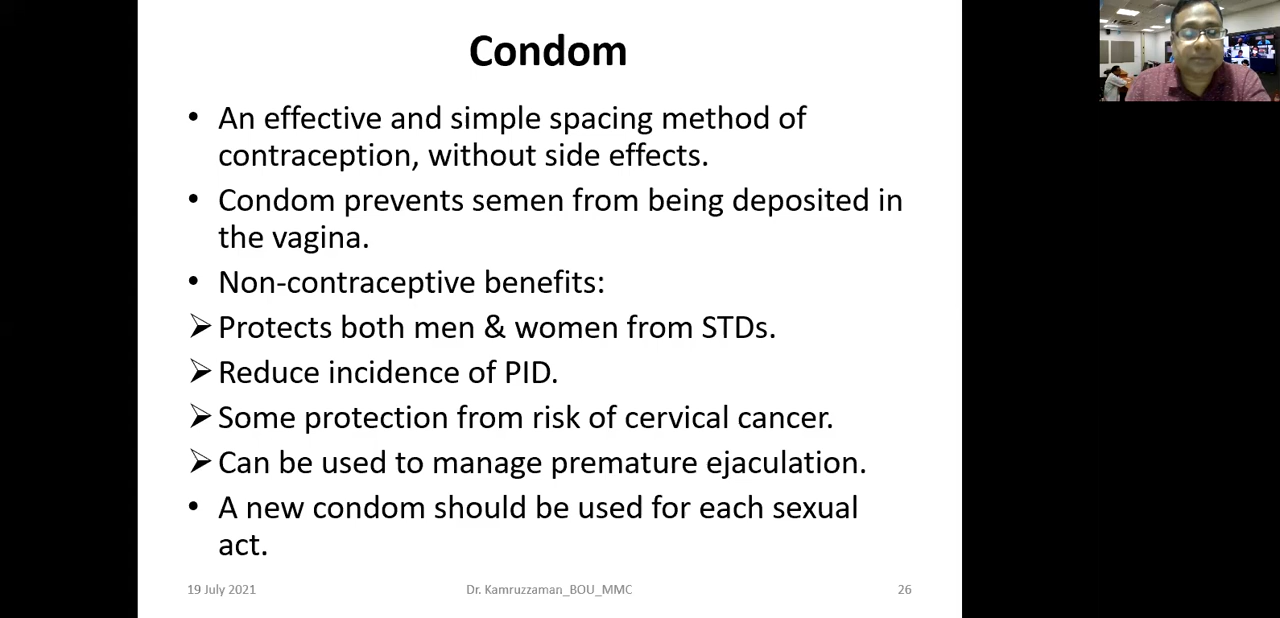 Condom
• An effective and simple spacing method of
contraception, without side effects.
• Condom prevents semen from being deposited in
the vagina.
• Non-contraceptive benefits:
➢ Protects both men & women from STDs.
➢ Reduce incidence of PID.
➢ Some protection from risk of cervical cancer.
➢ Can be used to manage premature ejaculation.
• A new condom should be used for each sexual
act.
19 July 2021 Dr. Kamruzzaman_BOU_MMC 26